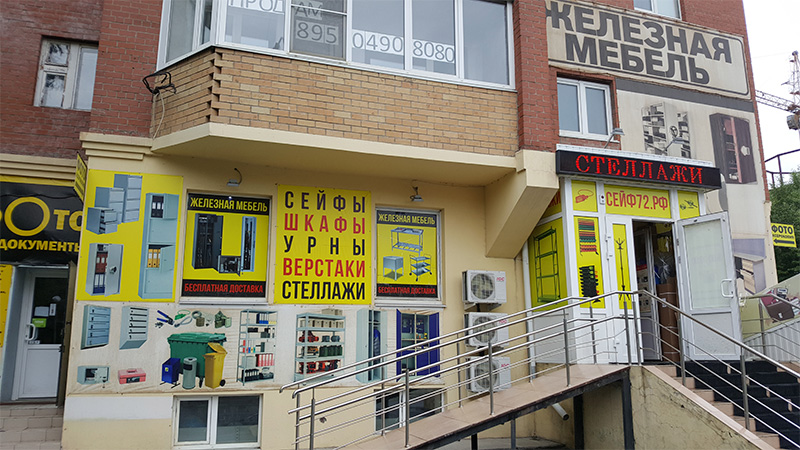 ПРОДАМ
895 0490 8080
ЖЕЛЕЗНАЯ
МЕБЕЛЬ
СТЕЛЛАЖИ
СЕЙФ72.РФ
ЖЕЛЕЗНАЯ МЕБЕЛЬ
БЕСПЛАТНАЯ ДОСТАВКА
СЕЙФЫ
ШКАФЫ
УРНЫ
ВЕРСТАКИ
СТЕЛЛАЖИ
ЖЕЛЕЗНАЯ МЕБЕЛЬ
БЕСПЛАТНАЯ ДОСТАВКА
ФОТО
ДОКУМЕНТЫ
ФОТО